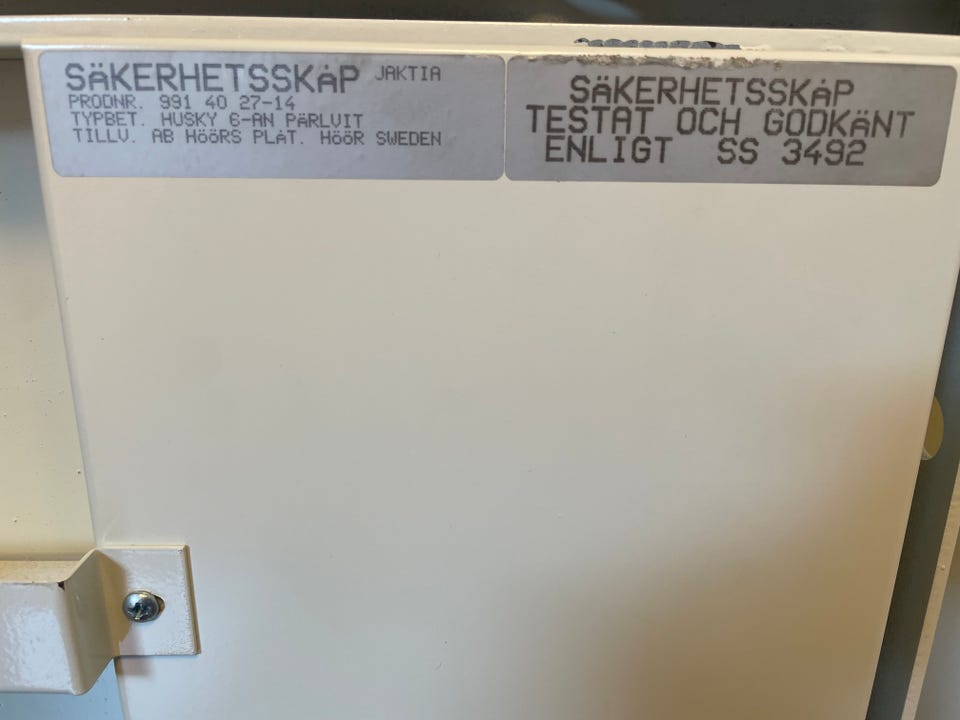 SÄKERHETSSKÅP JAKTIA
PRODNR. 991 40 27-14
TYPBET. HUSKY 6-AN PÄRLVIT
TILLV. AB HÖÖRS PLÅT. HÖÖR SWEDEN
SÄKERHETSSKÅP
TESTAT OCH GODKÄNT
ENLIGT SS 3492